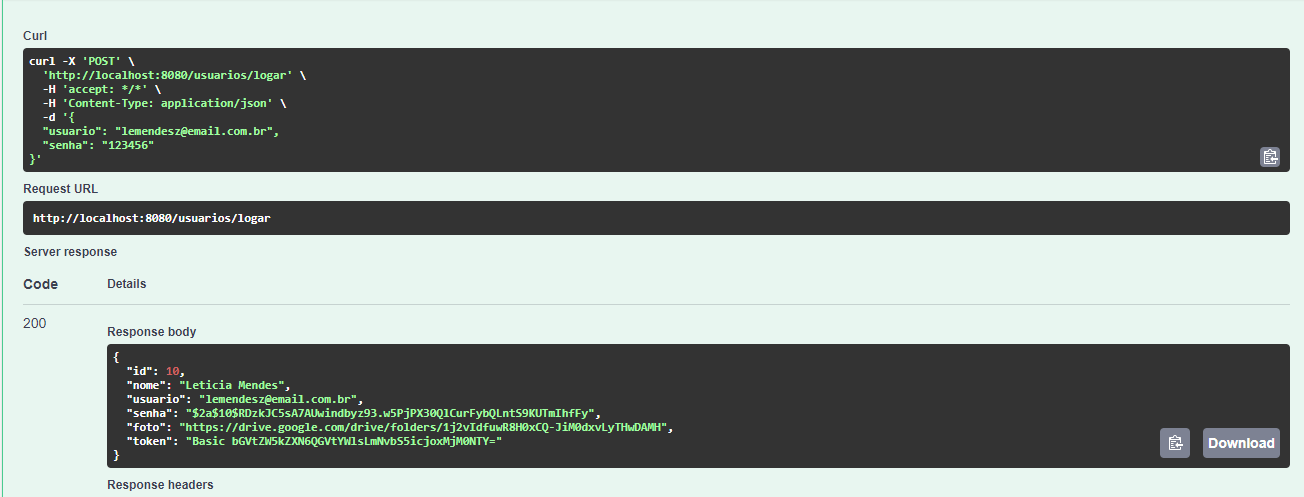 Curl
curl -X 'POST' \
'http://localhost:8080/usuarios/logar' \
-H 'accept: */*' \
-H 'Content-Type: application/json' \
-d '{
"usuario": "lemendesz@email.com.br",
"senha": "123456"
}'
Request URL
http://localhost:8080/usuarios/logar
Server response
Code Details
200
Response body
{
"id": 10,
"nome": "Leticia Mendes",
"usuario": "lemendesz@email.com.br",
"senha": "$2a$10$RDzkJC5sA7AUwindbyz93.w5PjPX30QlCurFybQLntS9KUTmIhfFy",
"foto": "https://drive.google.com/drive/folders/1j2vIdfuwR8H0xCQ-JiM0dxvLyTHwDAMH",
"token": "Basic bGVtZW5kZXN6QGVtYWlsLmNvbS5icjoxMjM0NTY="
}
Download
Response headers